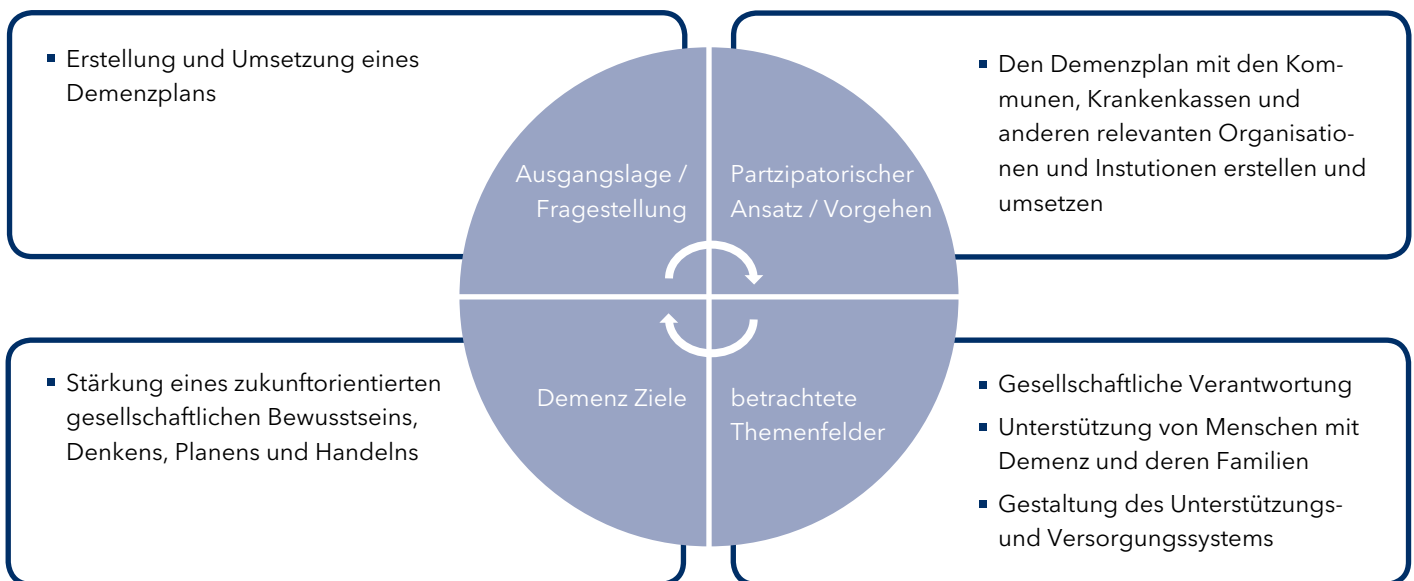 ▪ Erstellung und Umsetzung eines
Demenzplans
Ausgangslage /
Fragestellung
Partzipatorischer
Ansatz / Vorgehen
▪ Den Demenzplan mit den Kom-
munen, Krankenkassen und
anderen relevanten Organisatio-
nen und Instutionen erstellen und
umsetzen
▪ Stärkung eines zukunftorientierten
gesellschaftlichen Bewusstseins,
Denkens, Planens und Handelns
Demenz Ziele
betrachtete
Themenfelder
▪ Gesellschaftliche Verantwortung
▪ Unterstützung von Menschen mit
Demenz und deren Familien
▪ Gestaltung des Unterstützungs-
und Versorgungssystems